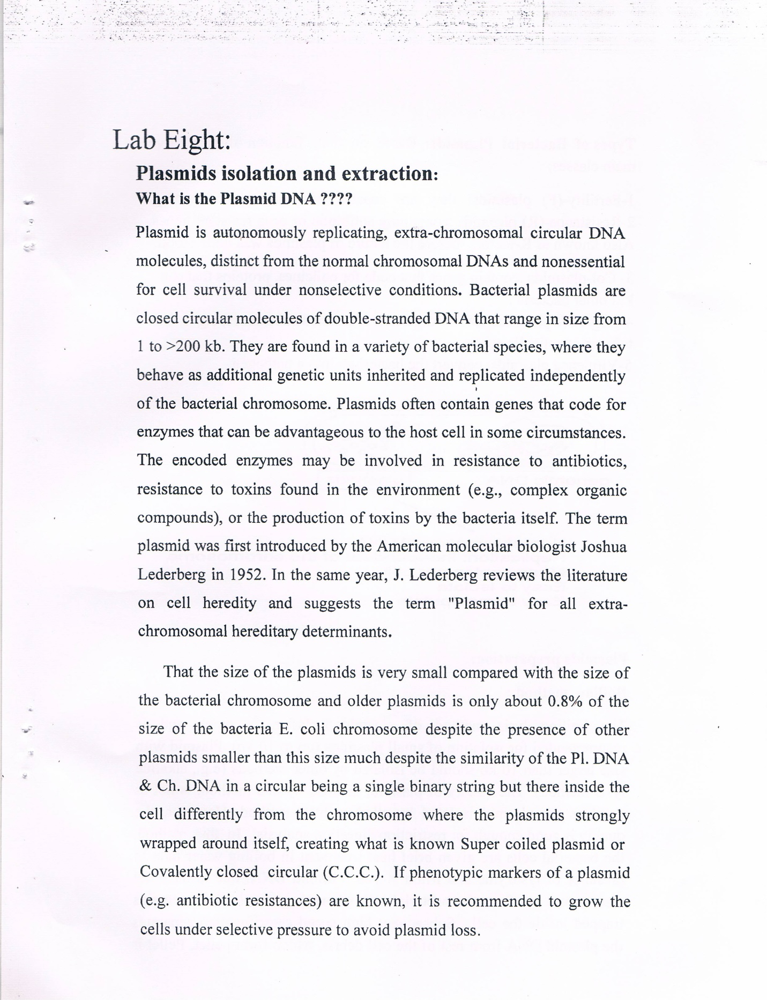 Lab Eight:
Plasmids isolation and extraction:
What is the Plasmid DNA ????
Plasmid is autonomously replicating, extra-chromosomal circular DNA
molecules, distinct from the normal chromosomal DNAs and nonessential
for cell survival under nonselective conditions. Bacterial plasmids are
closed circular molecules of double-stranded DNA that range in size from
1 to >200 kb. They are found in a variety of bacterial species, where they
behave as additional genetic units inherited and replicated independently
of the bacterial chromosome. Plasmids often contain genes that code for
enzymes that can be advantageous to the host cell in some circumstances.
The encoded enzymes may be involved in resistance to antibiotics,
resistance to toxins found in the environment (e.g., complex organic
compounds), or the production of toxins by the bacteria itself. The term
plasmid was first introduced by the American molecular biologist Joshua
Lederberg in 1952. In the same year, J. Lederberg reviews the literature
on cell heredity and suggests the term "Plasmid" for all extra-
chromosomal hereditary determinants.
That the size of the plasmids is very small compared with the size of
the bacterial chromosome and older plasmids is only about 0.8% of the
size of the bacteria E. coli chromosome despite the presence of other
plasmids smaller than this size much despite the similarity of the Pl. DNA
& Ch. DNA in a circular being a single binary string but there inside the
cell differently from the chromosome where the plasmids strongly
wrapped around itself, creating what is known Super coiled plasmid or
Covalently closed circular (C.C.C.). If phenotypic markers of a plasmid
(e.g. antibiotic resistances) are known, it is recommended to grow the
cells under selective pressure to avoid plasmid loss.